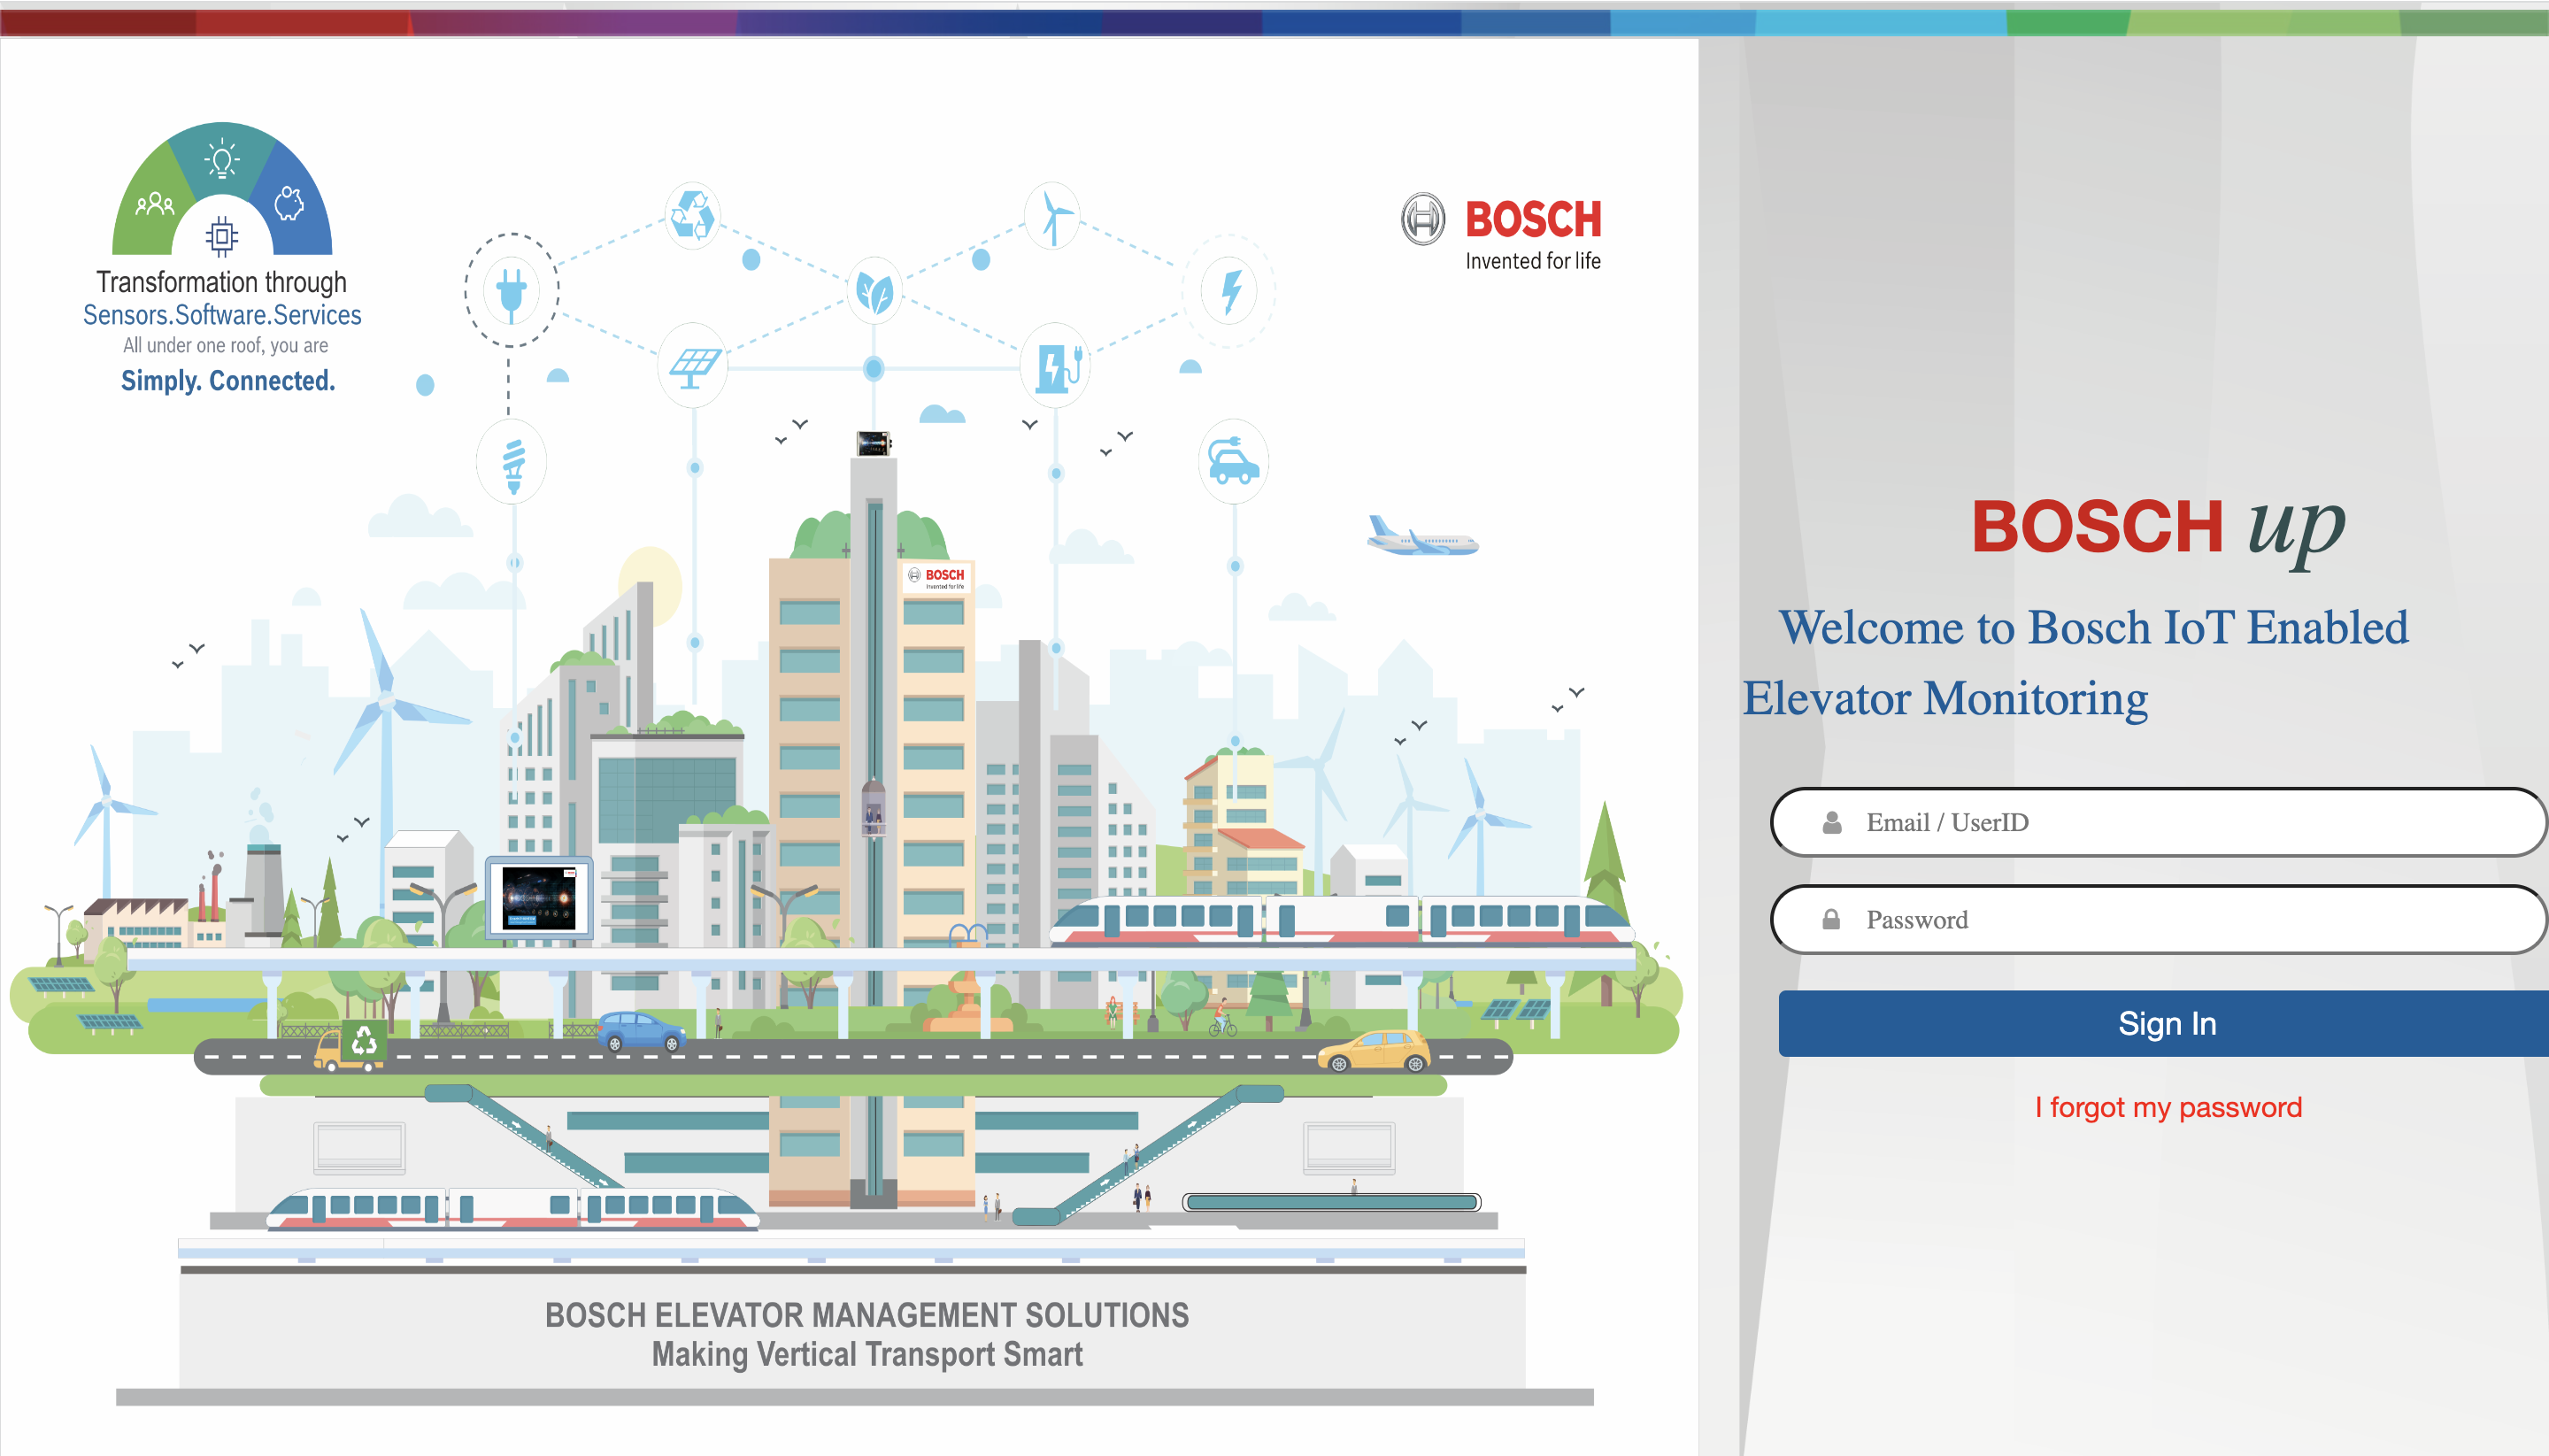 Transformation through
Sensors.Software.Services
All under one roof, you are
Simply. Connected.
BOSCH
Invented for life
BOSCH
Invented for life
BOSCH ELEVATOR MANAGEMENT SOLUTIONS
Making Vertical Transport Smart
BOSCH up
Welcome to Bosch IoT Enabled
Elevator Monitoring
Email / UserID
Password
Sign In
I forgot my password